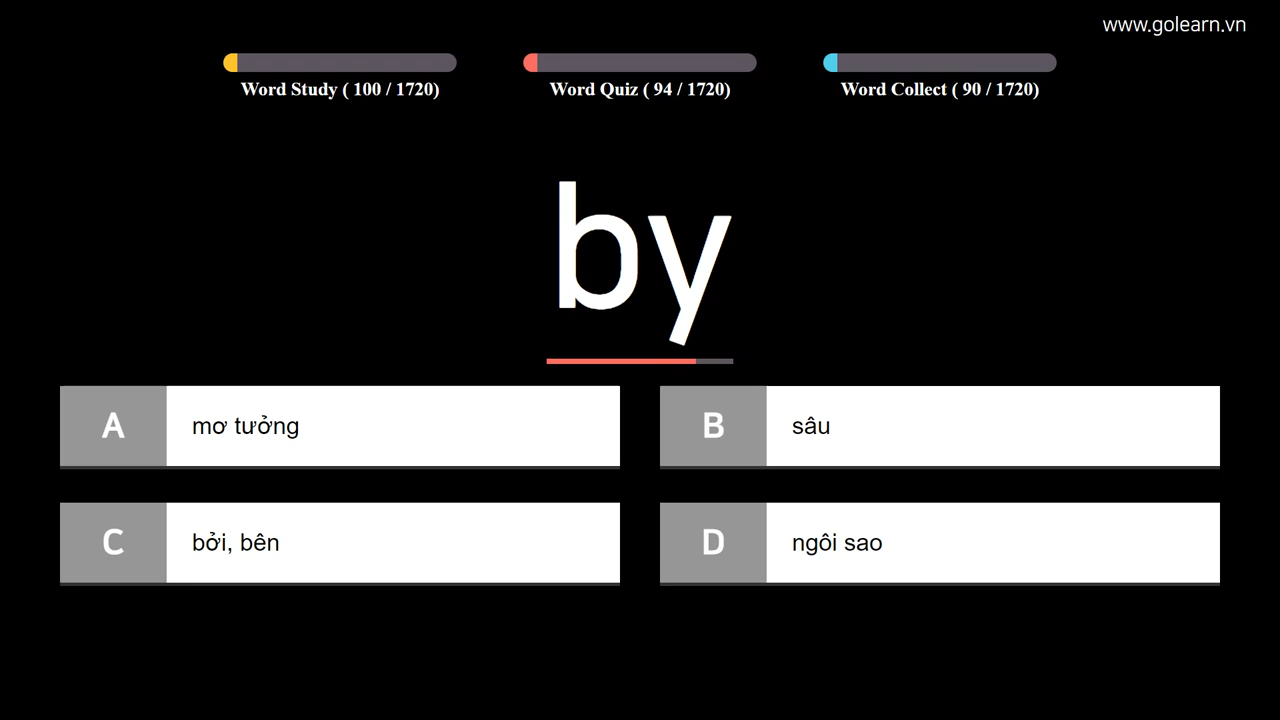 www.golearn.vn
Word Study ( 100 / 1720)
Word Quiz ( 94 / 1720)
Word Collect ( 90 / 1720)
by
A mơ tưởng
B sâu
C bởi, bên
D ngôi sao